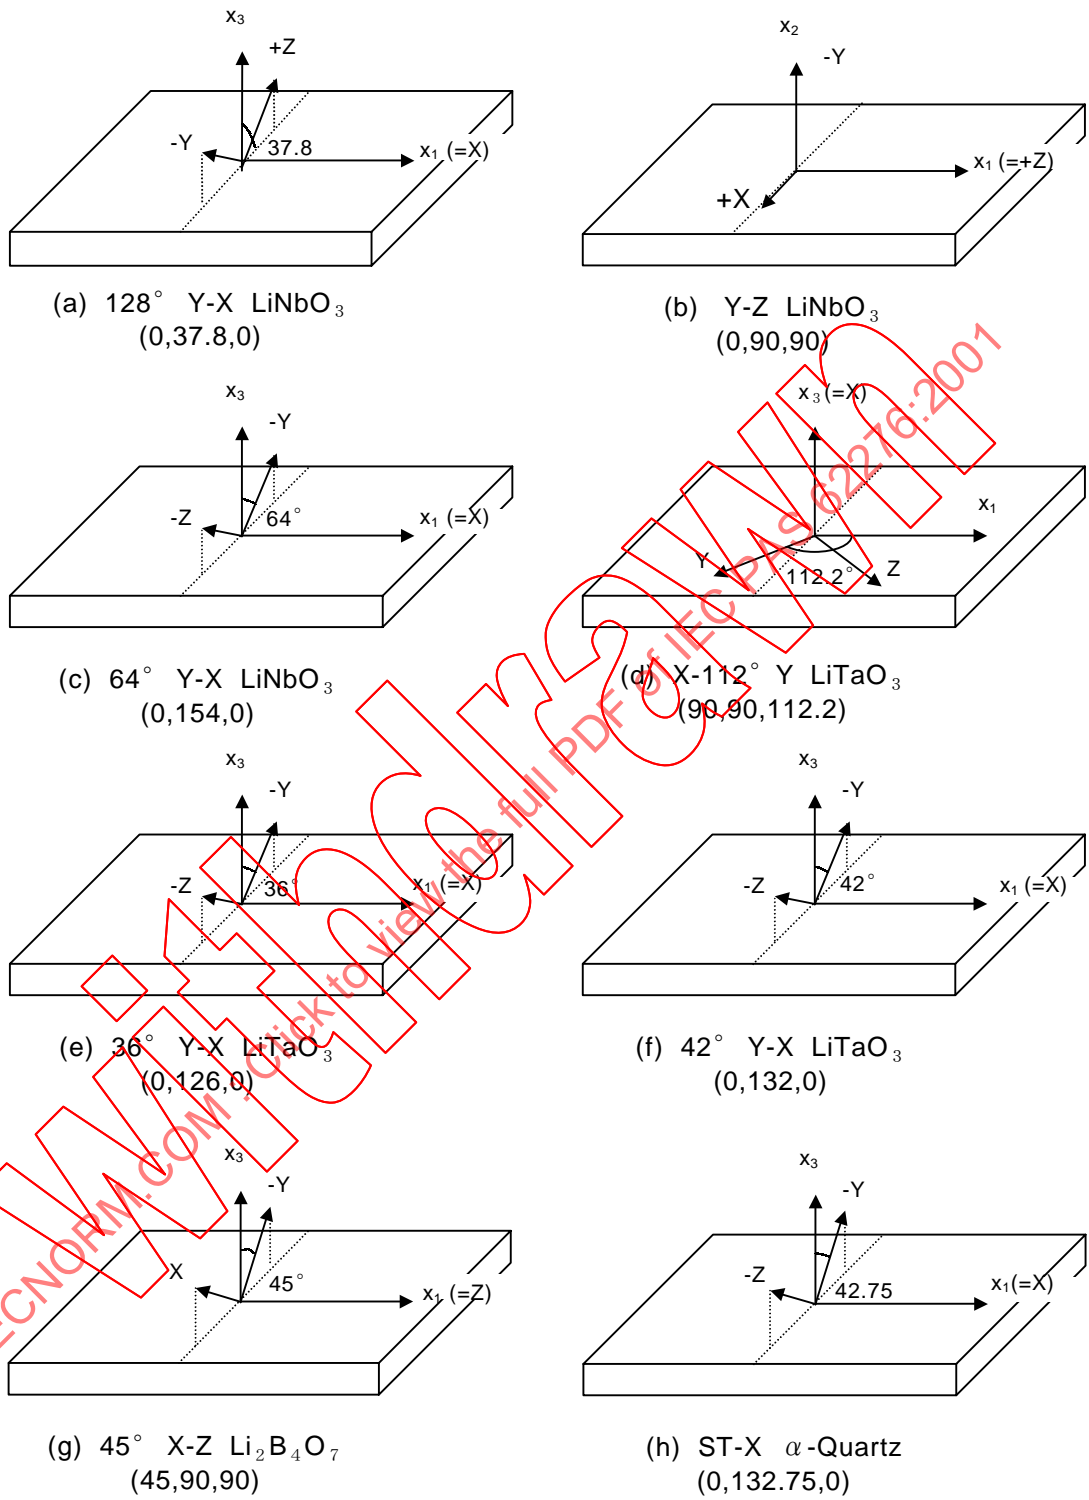 x3
+Z
-Y
37.8
x1 (=X)
(a) 128° Y-X LiNbO3
(0,37.8,0)
x2
-Y
x1 (=+Z)
+X
(b) Y-Z LiNbO3
(0,90,90)
x3
-Y
-Z
64°
x1 (=X)
(c) 64° Y-X LiNbO3
(0,154,0)
x3 (=X)
x1
Y
112.2°
Z
(d) X-112° Y LiTaO3
(90,90,112.2)
x3
-Y
-Z
36°
x1 (=X)
(e) 36° Y-X LiTaO3
(0,126,0)
x3
-Y
-Z
42°
x1 (=X)
(f) 42° Y-X LiTaO3
(0,132,0)
x3
-Y
X
45°
x1 (=Z)
(g) 45° X-Z Li2B4O7
(45,90,90)
x3
-Y
-Z
42.75
x1(=X)
(h) ST-X α-Quartz
(0,132.75,0)
ECNORM.COM : Click to view the full PDF of IEC PAS 62276:2001
Withdrawn